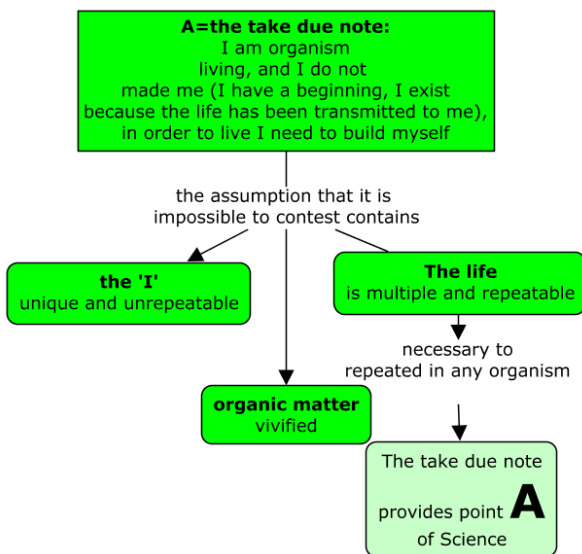 A=the take due note:
I am organism
living, and I do not
made me (I have a beginning, I exist
because the life has been transmitted to me),
in order to live I need to build myself
the assumption that it is
impossible to contest contains
the 'I'
unique and unrepeatable
The life
is multiple and repeatable
necessary to
repeated in any organism
organic matter
vivified
The take due note
provides point A
of Science